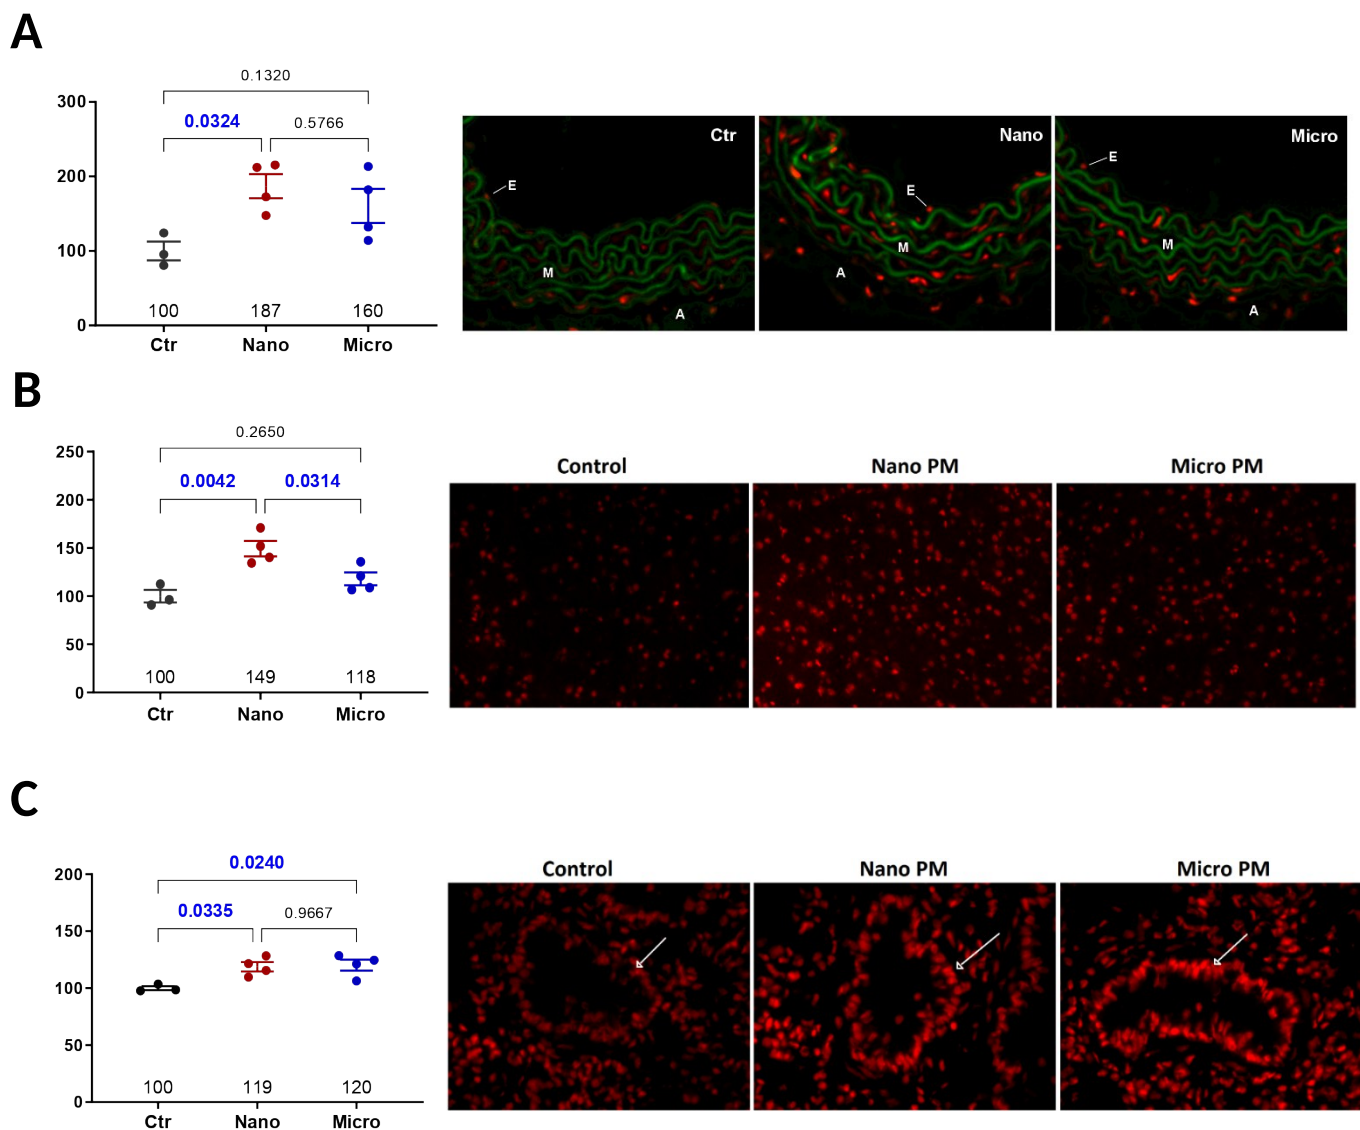 A
0.1320
300
0.0324
0.5766
200
100
0
100
187
160
Ctr
Nano
Micro
Ctr
E
M
A
Nano
E
M
A
Micro
E
M
A
B
0.2650
250
0.0042
0.0314
200
150
100
50
0
100
149
118
Ctr
Nano
Micro
Control
Nano PM
Micro PM
C
0.0240
200
0.0335
0.9667
150
100
50
0
100
119
120
Ctr
Nano
Micro
Control
Nano PM
Micro PM